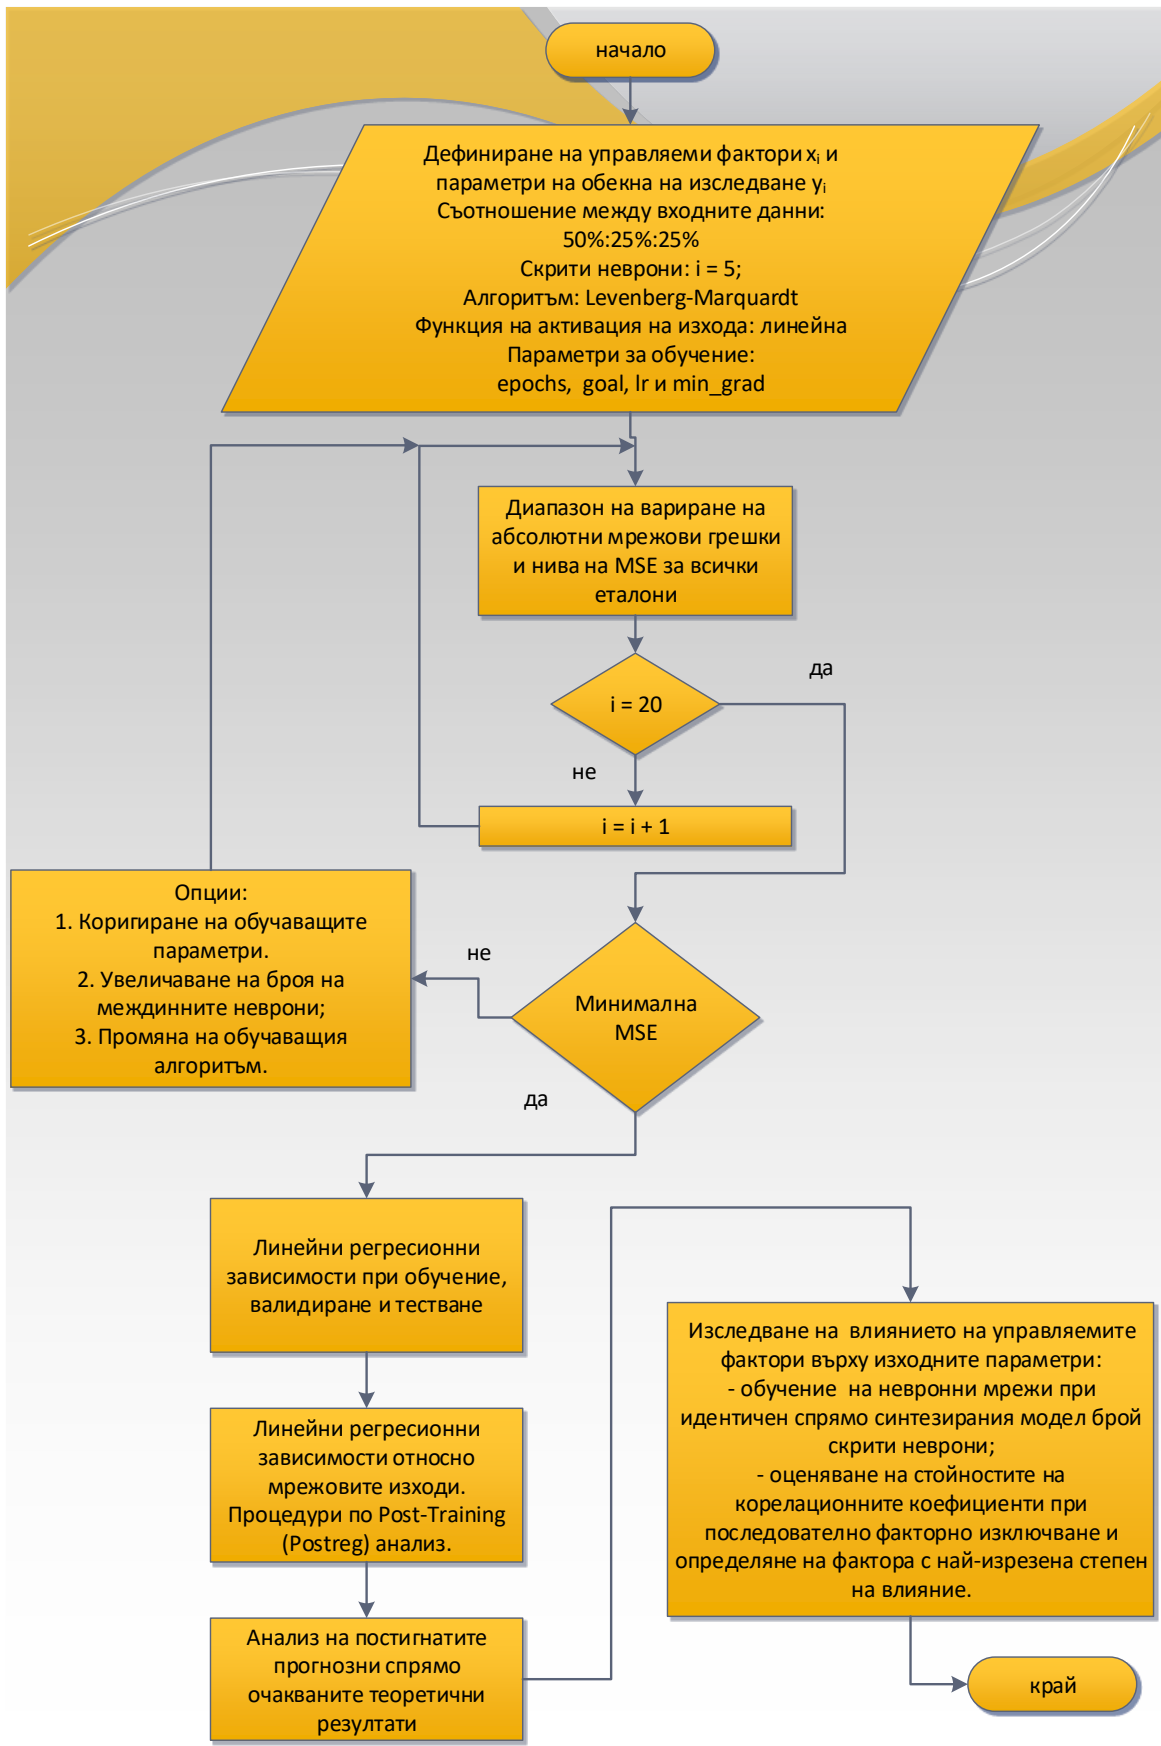 начало
Дефиниране на управляеми фактори xᵢ и
параметри на обекна на изследване yᵢ
Съотношение между входните данни:
50%:25%:25%
Скрити неврони: i = 5;
Алгоритъм: Levenberg-Marquardt
Функция на активация на изхода: линейна
Параметри за обучение:
epochs, goal, lr и min_grad
Диапазон на вариране на
абсолютни мрежови грешки
и нива на MSE за всички
еталони
да
i = 20
не
i = i + 1
Опции:
1. Коригиране на обучаващите
параметри.
2. Увеличаване на броя на
междинните неврони;
3. Промяна на обучаващия
алгоритъм.
не
Минимална
MSE
да
Линейни регресионни
зависимости при обучение,
валидиране и тестване
Линейни регресионни
зависимости относно
мрежовите изходи.
Процедури по Post-Training
(Postreg) анализ.
Анализ на постигнатите
прогнозни спрямо
очакваните теоретични
резултати
Изследване на влиянието на управляемите
фактори върху изходните параметри:
- обучение на невронни мрежи при
идентичен спрямо синтезирания модел брой
скрити неврони;
- оценяване на стойностите на
корелационните коефициенти при
последователно факторно изключване и
определяне на фактора с най-изрезена степен
на влияние.
край